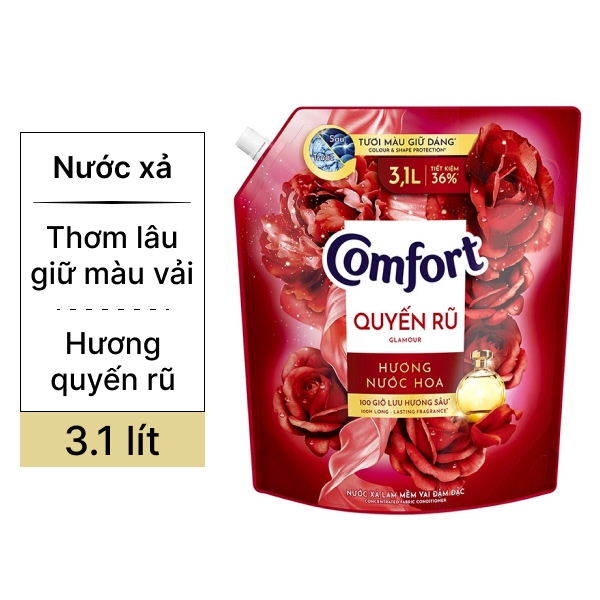 Nước xả
Thơm lâu
giữ màu vải
Hương
quyến rũ
3.1 lít
Sau
Trước
TƯƠI MÀU GIỮ DÁNG*
COLOUR & SHAPE PROTECTION*
3,1L
TIẾT KIỆM
36%*
Comfort
QUYẾN RŨ
GLAMOUR
HƯƠNG
NƯỚC HOA
100 GIỜ LƯU HƯƠNG SÂU*
100H LONG - LASTING FRAGRANCE*
NƯỚC XẢ LÀM MỀM VẢI ĐẬM ĐẶC
CONCENTRATED FABRIC CONDITIONER